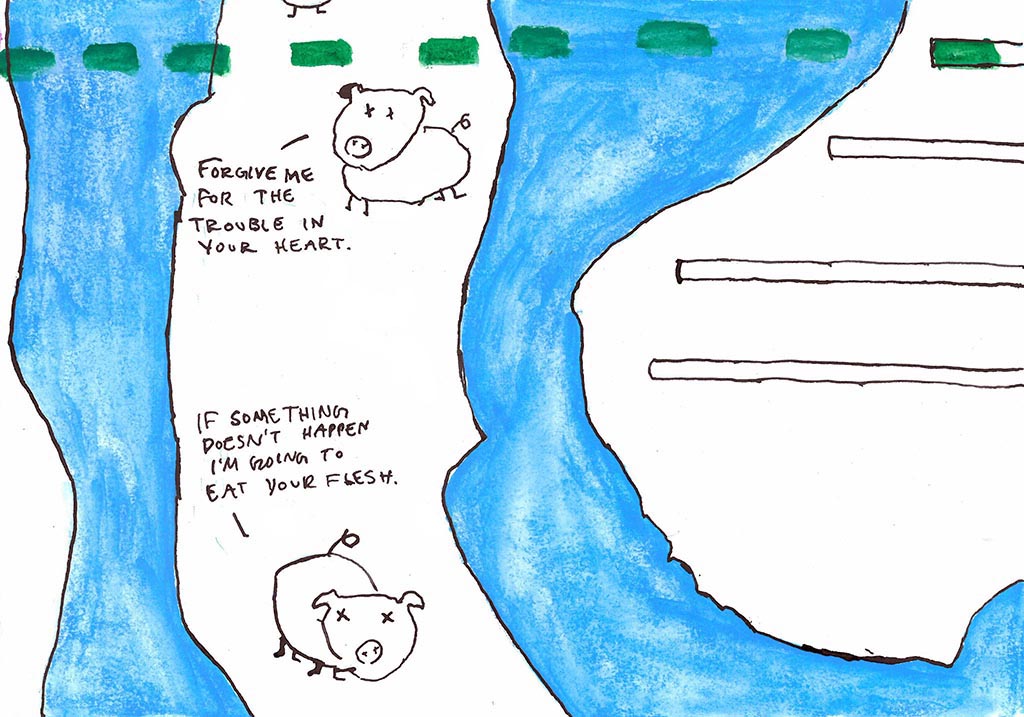 FORGIVE ME
FOR THE
TROUBLE IN
YOUR HEART.
IF SOMETHING
DOESN'T HAPPEN
I'M GOING TO
EAT YOUR FLESH.